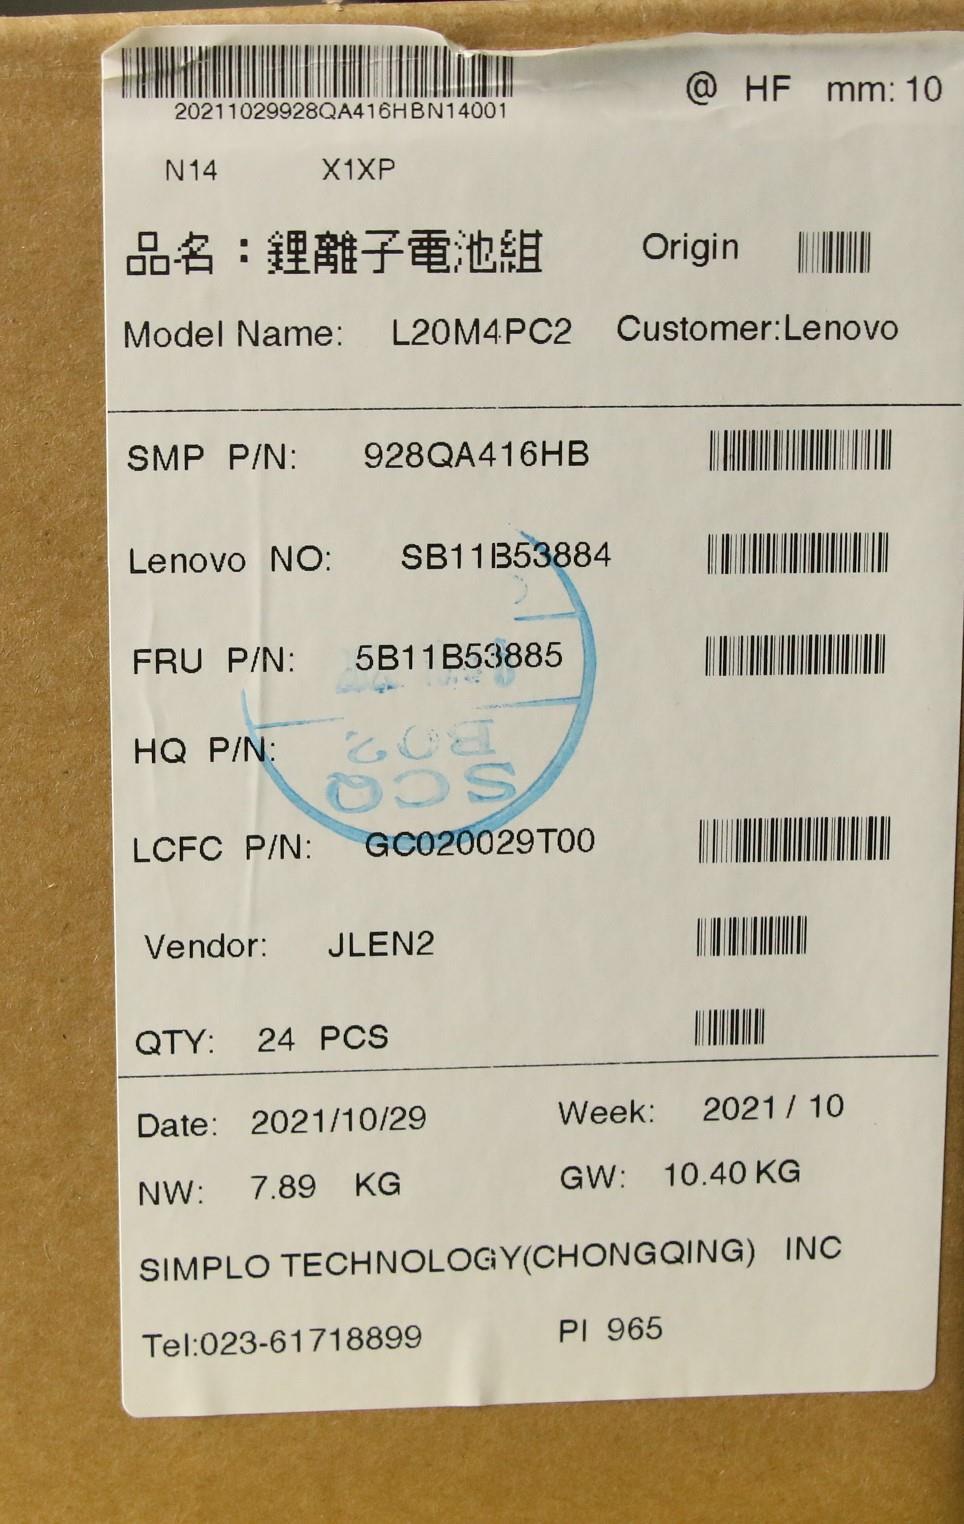 @ HF mm: 10
20211029928QA416HBN14001
N14 X1XP
品名：鋰離子電池組 Origin
Model Name: L20M4PC2 Customer:Lenovo
SMP P/N: 928QA416HB
Lenovo NO: SB11B53884
FRU P/N: 5B11B53885
HQ P/N:
BO2
SCQ
LCFC P/N: GC020029T00
Vendor: JLEN2
QTY: 24 PCS
Date: 2021/10/29 Week: 2021 / 10
NW: 7.89 KG GW: 10.40 KG
SIMPLO TECHNOLOGY(CHONGQING) INC
Tel:023-61718899 PI 965